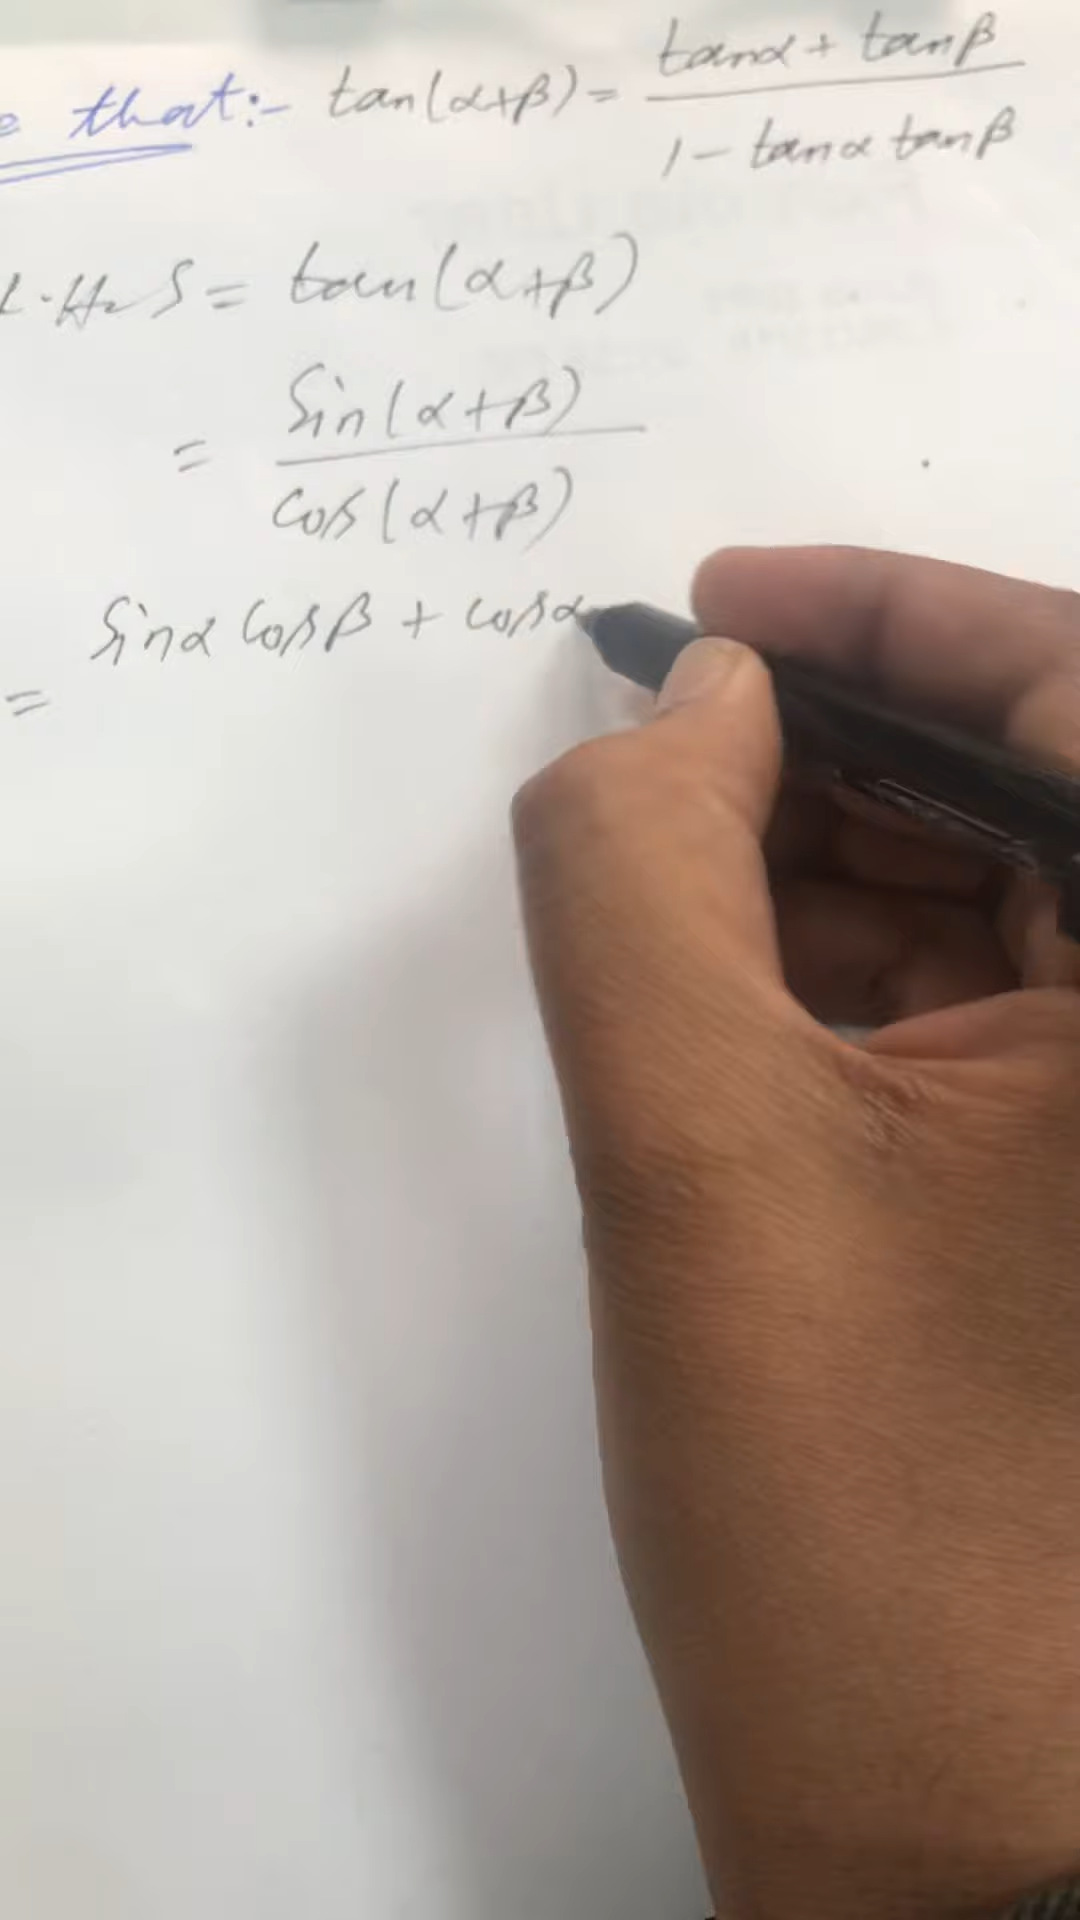 e that:- tan(α+β) = tanα + tanβ / 1 - tanα tanβ
L.H.S = tan(α+β)
= Sin(α+β) / Cos(α+β)
= Sinα Cosβ + Cosα